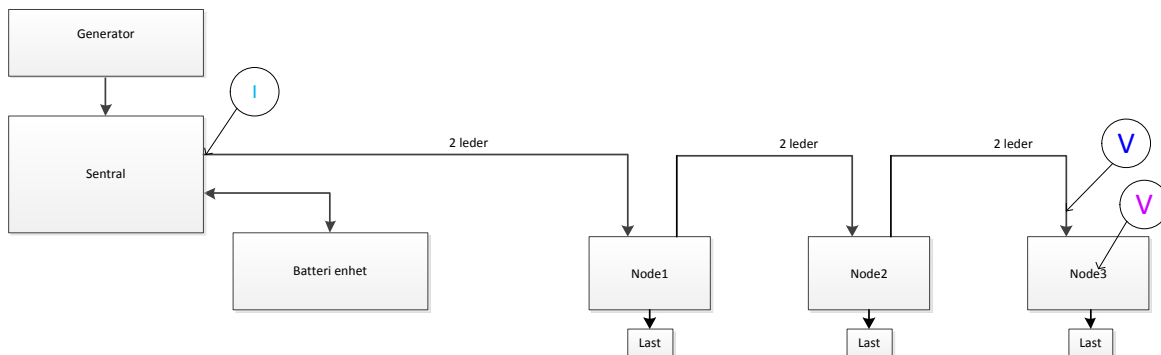 Generator
I
2 leder
2 leder
2 leder
V
Sentral
V
Batteri enhet
Node1
Node2
Node3
Last
Last
Last